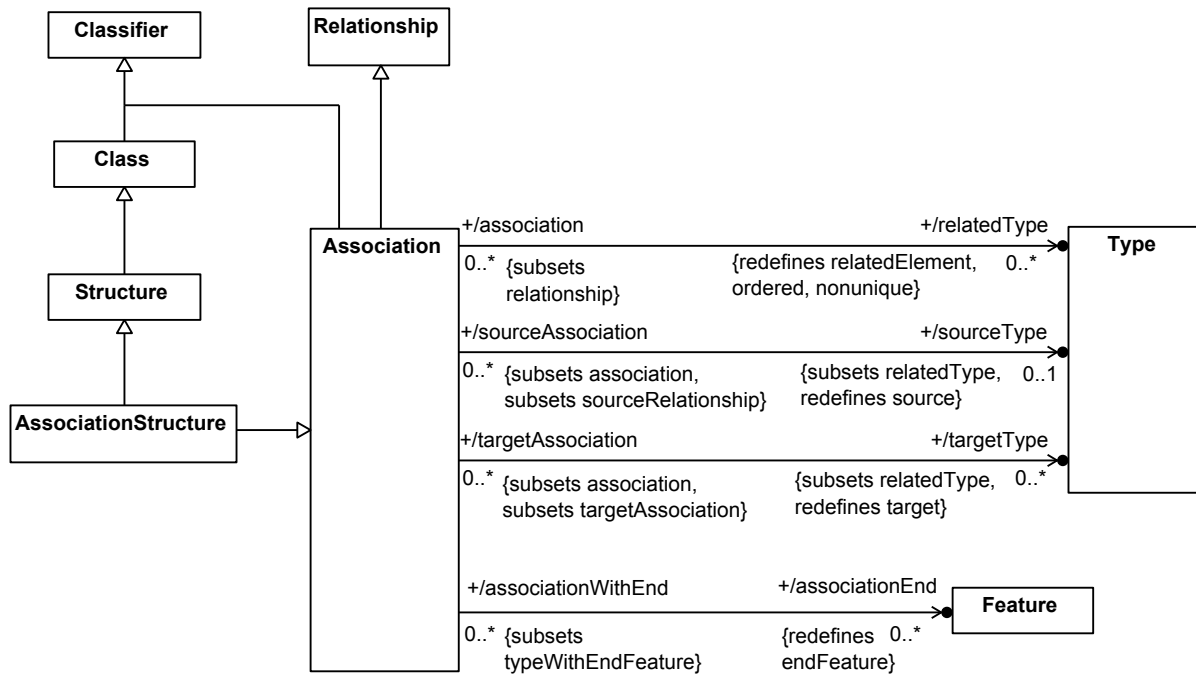 Classifier
Relationship
Class
Structure
AssociationStructure
Association
Type
+/association
+/relatedType
0..* {subsets
relationship}
{redefines relatedElement, 0..*
ordered, nonunique}
+/sourceAssociation
+/sourceType
0..* {subsets association,
subsets sourceRelationship}
{subsets relatedType, 0..1
redefines source}
+/targetAssociation
+/targetType
0..* {subsets association,
subsets targetAssociation}
{subsets relatedType, 0..*
redefines target}
+/associationWithEnd
+/associationEnd
Feature
0..* {subsets
typeWithEndFeature}
{redefines 0..*
endFeature}